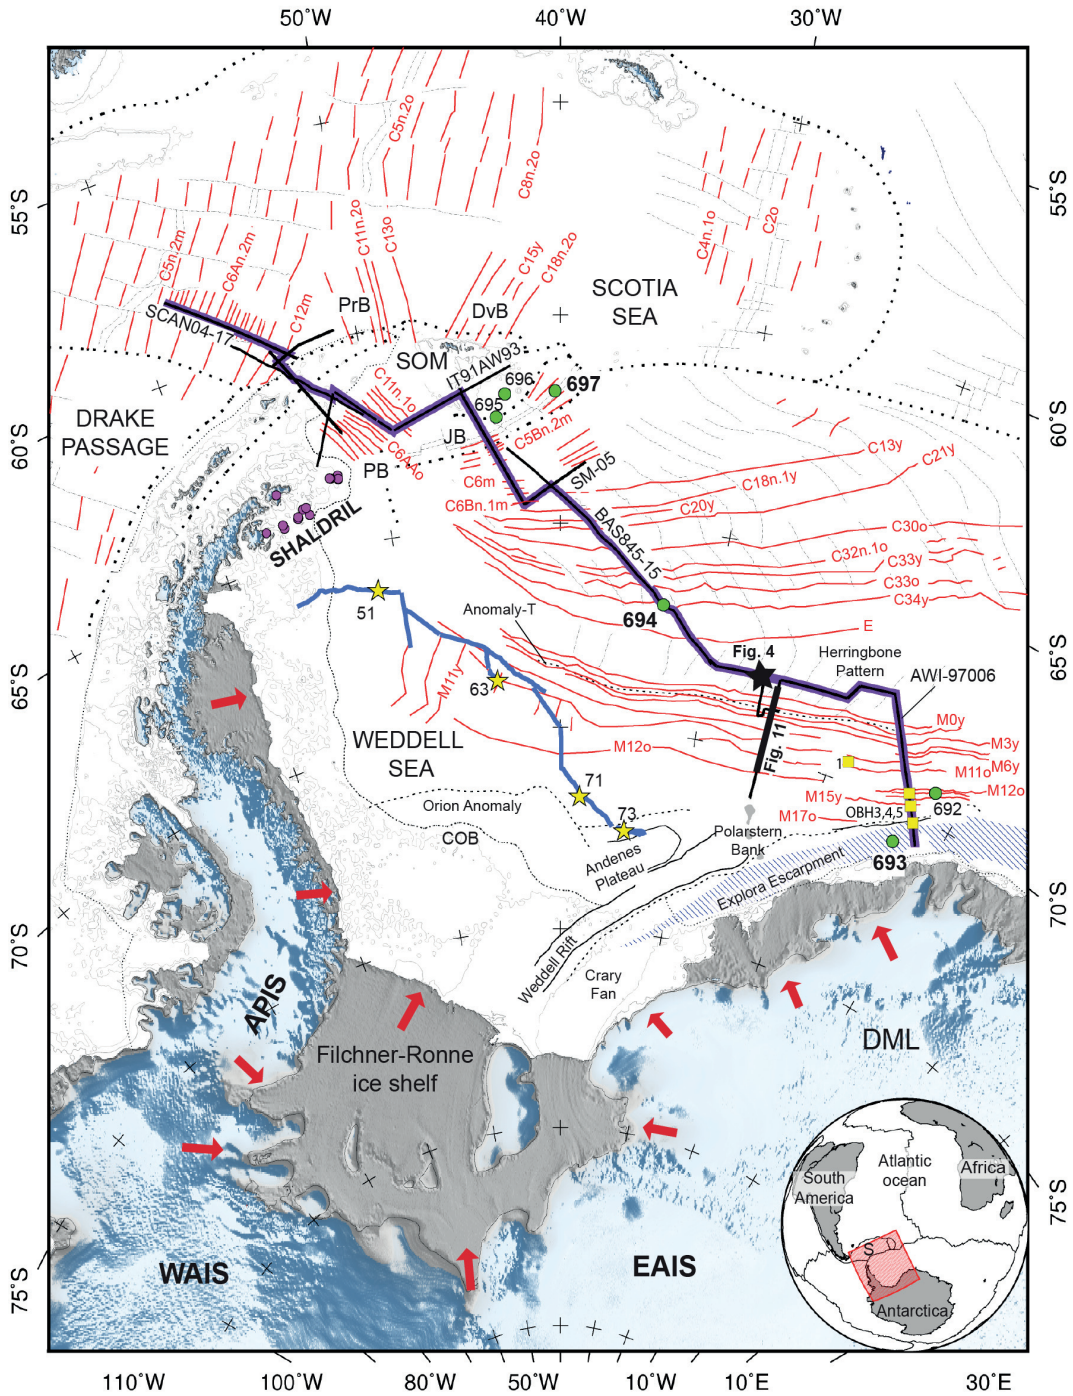 50°W
40°W
30°W
C5n.2o
C8n.2o
55°S
55°S
C4n.1o
C2o
C5n.2m
C6An.2m
C12m
C11n.2o
C13o
C15y
C18n.2o
SCOTIA
SEA
SCAN04-17
PrB
DvB
SOM
IT91AW93
696
697
695
C11n.1o
C5Bn.2m
DRAKE
PASSAGE
60°S
60°S
JB
PB
C6AAo
C6m
C6Bn.1m
SM-05
C13y
C21y
C18n.1y
C20y
BAS845-15
C30o
C32n.1o
C33y
C33o
C34y
SHALDRIL
51
Anomaly-T
694
E
Fig. 4
Herringbone
Pattern
AWI-97006
65°S
65°S
M11y
63
WEDDELL
SEA
M12o
Fig. 11
M0y
M3y
M6y
M11o
M12o
1
M15y
M17o
OBH3,4,5
692
71
73
Orion Anomaly
COB
Andenes
Plateau
Polarstern
Bank
693
Explora Escarpment
70°S
70°S
Weddell Rift
Crary
Fan
APIS
Filchner-Ronne
ice shelf
DML
WAIS
EAIS
75°S
75°S
South
America
Atlantic
ocean
Africa
S
Antarctica
110°W
100°W
80°W
50°W
10°W
10°E
30°E